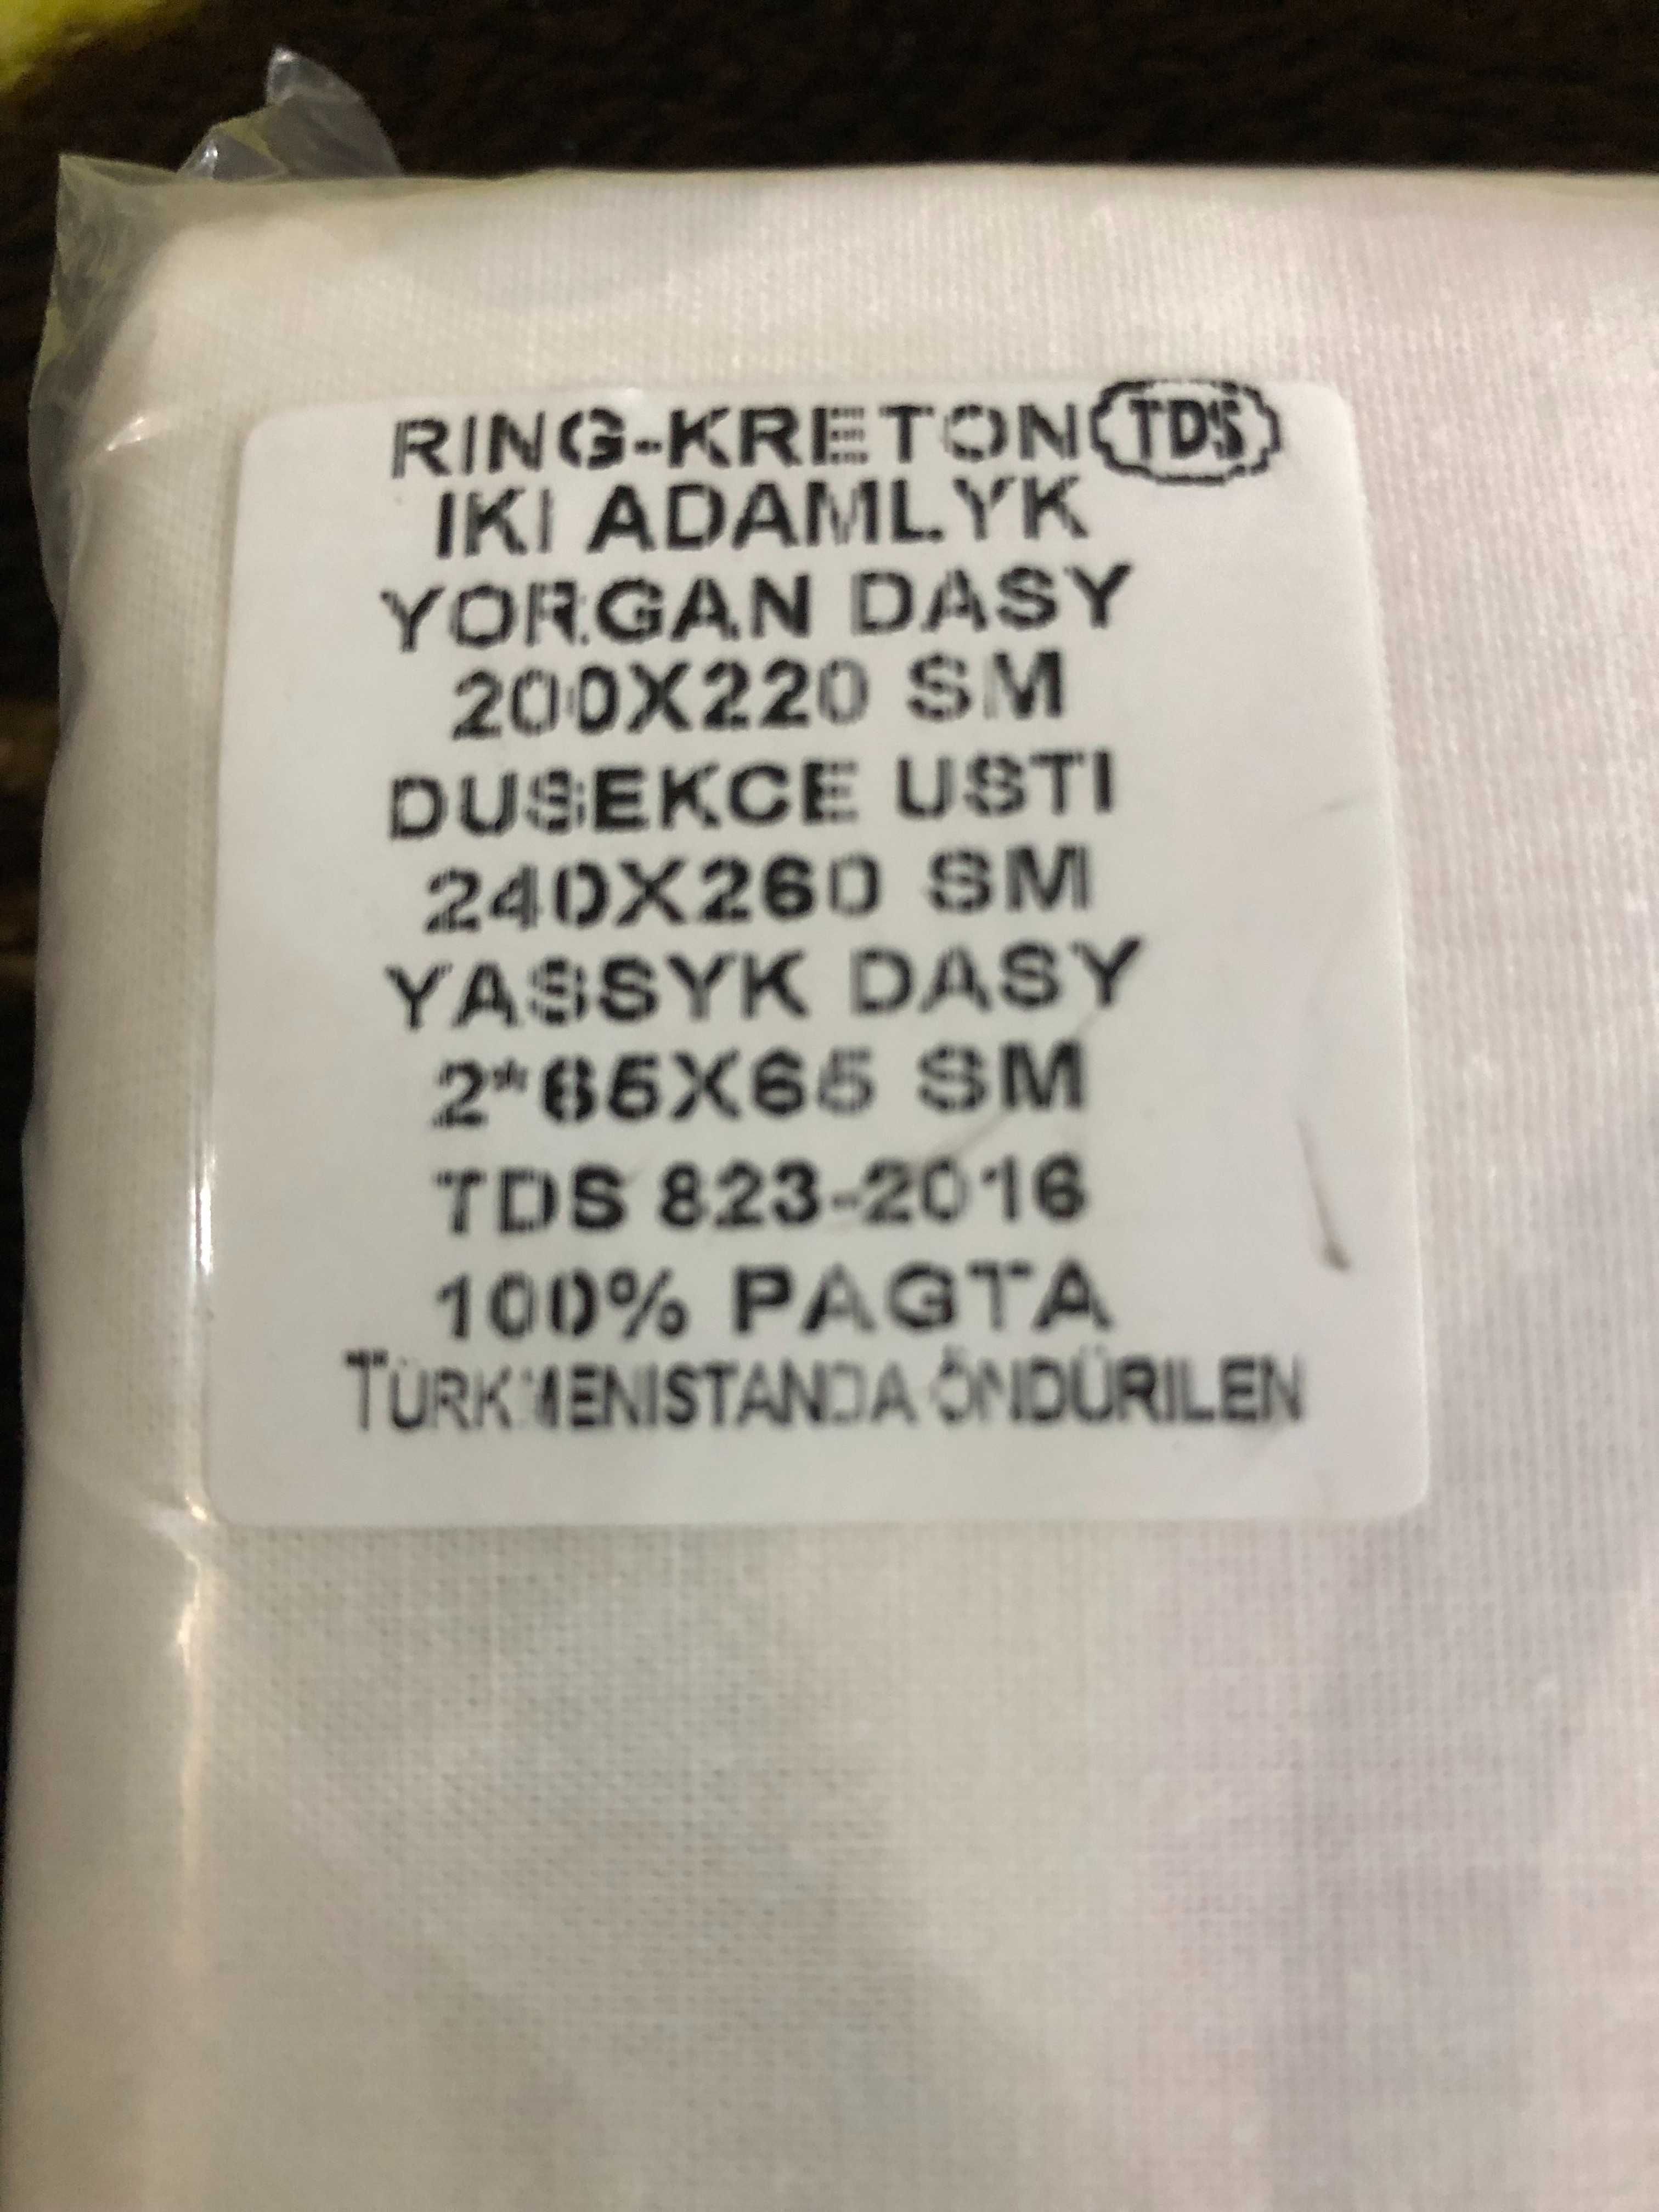 RING-KRETON TDS
IKI ADAMLYK
YORGAN DASY
200X220 SM
DUSEKCE USTI
240X260 SM
YASSYK DASY
2*65X65 SM
TDS 823-2016
100% PAGTA
TÜRKMENISTANDA ÖNDÜRILEN